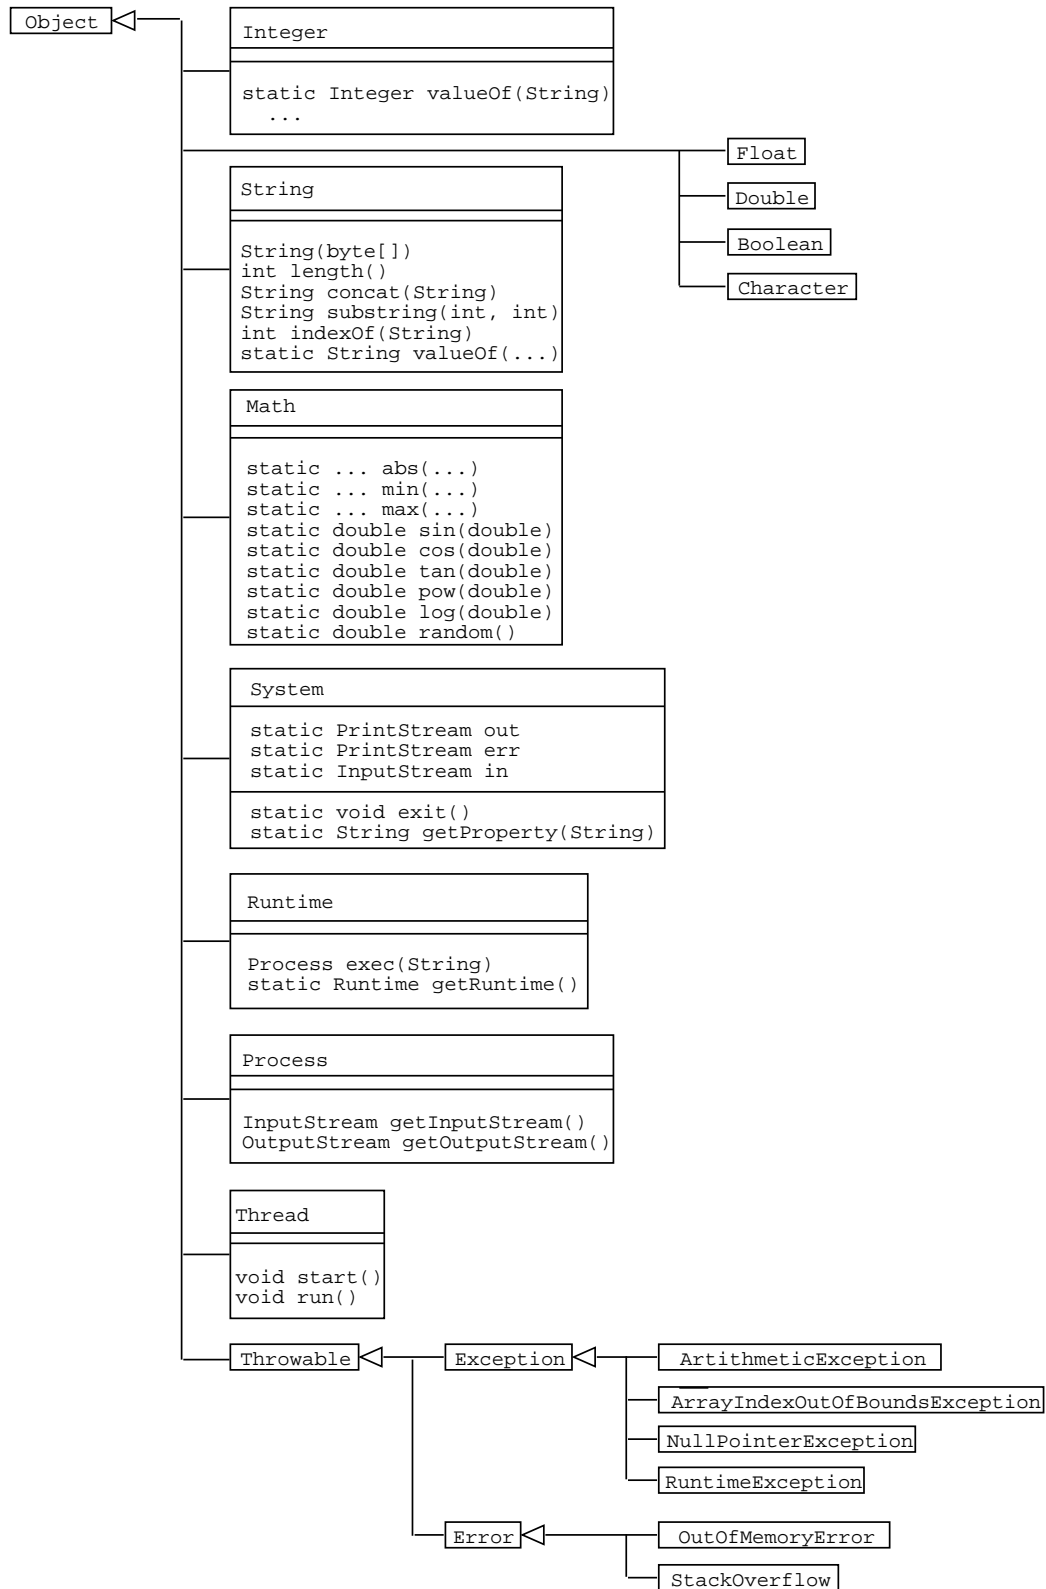 Object
Integer
static Integer valueOf(String)
...
Float
Double
Boolean
Character
String
String(byte[])
int length()
String concat(String)
String substring(int, int)
int indexOf(String)
static String valueOf(...)
Math
static ... abs(...)
static ... min(...)
static ... max(...)
static double sin(double)
static double cos(double)
static double tan(double)
static double pow(double)
static double log(double)
static double random()
System
static PrintStream out
static PrintStream err
static InputStream in
static void exit()
static String getProperty(String)
Runtime
Process exec(String)
static Runtime getRuntime()
Process
InputStream getInputStream()
OutputStream getOutputStream()
Thread
void start()
void run()
Throwable
Exception
ArtithmeticException
ArrayIndexOutOfBoundsException
NullPointerException
RuntimeException
Error
OutOfMemoryError
StackOverflow